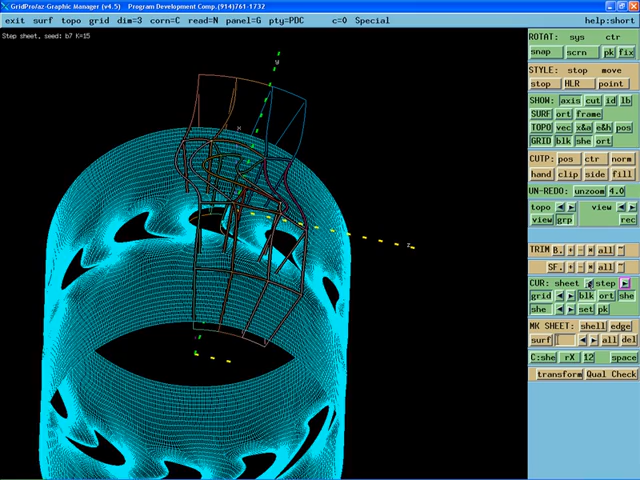 GridPro/az-Graphic Manager (v4.5) Program Development Comp.(914)761-1732
exit surf topo grid dim=3 corn=C read=N panel=G pty=PDC c=0 Special help:short
Step sheet, seed: b7 K=15
ROTAT: sys ctr
snap scrn pk fix
STYLE: stop move
stop HLR point
SHOW: axis cut id lb
SURF ort frame
TOPO vec x&a e&h pos
GRID blk she ort
CUTP: pos ctr norm
hand clip side fill
UN-REDO: unzoom 4.0
topo view
view grp rec
TRIM B. + - = all
SF. + - = all
CUR: sheet step
grid blk ort she
she set pk
MK SHEET: shell edge
surf all del
C:she rX 12 space
transform Qual Check